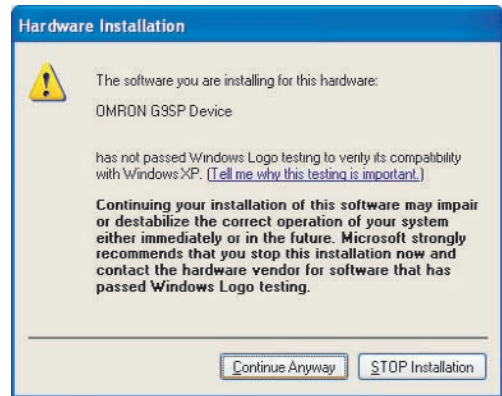 Hardware Installation
The software you are installing for this hardware:
OMRON G9SP Device
has not passed Windows Logo testing to verify its compatibility
with Windows XP. (Tell me why this testing is important.)
Continuing your installation of this software may impair
or destabilize the correct operation of your system
either immediately or in the future. Microsoft strongly
recommends that you stop this installation now and
contact the hardware vendor for software that has
passed Windows Logo testing.
Continue Anyway
STOP Installation